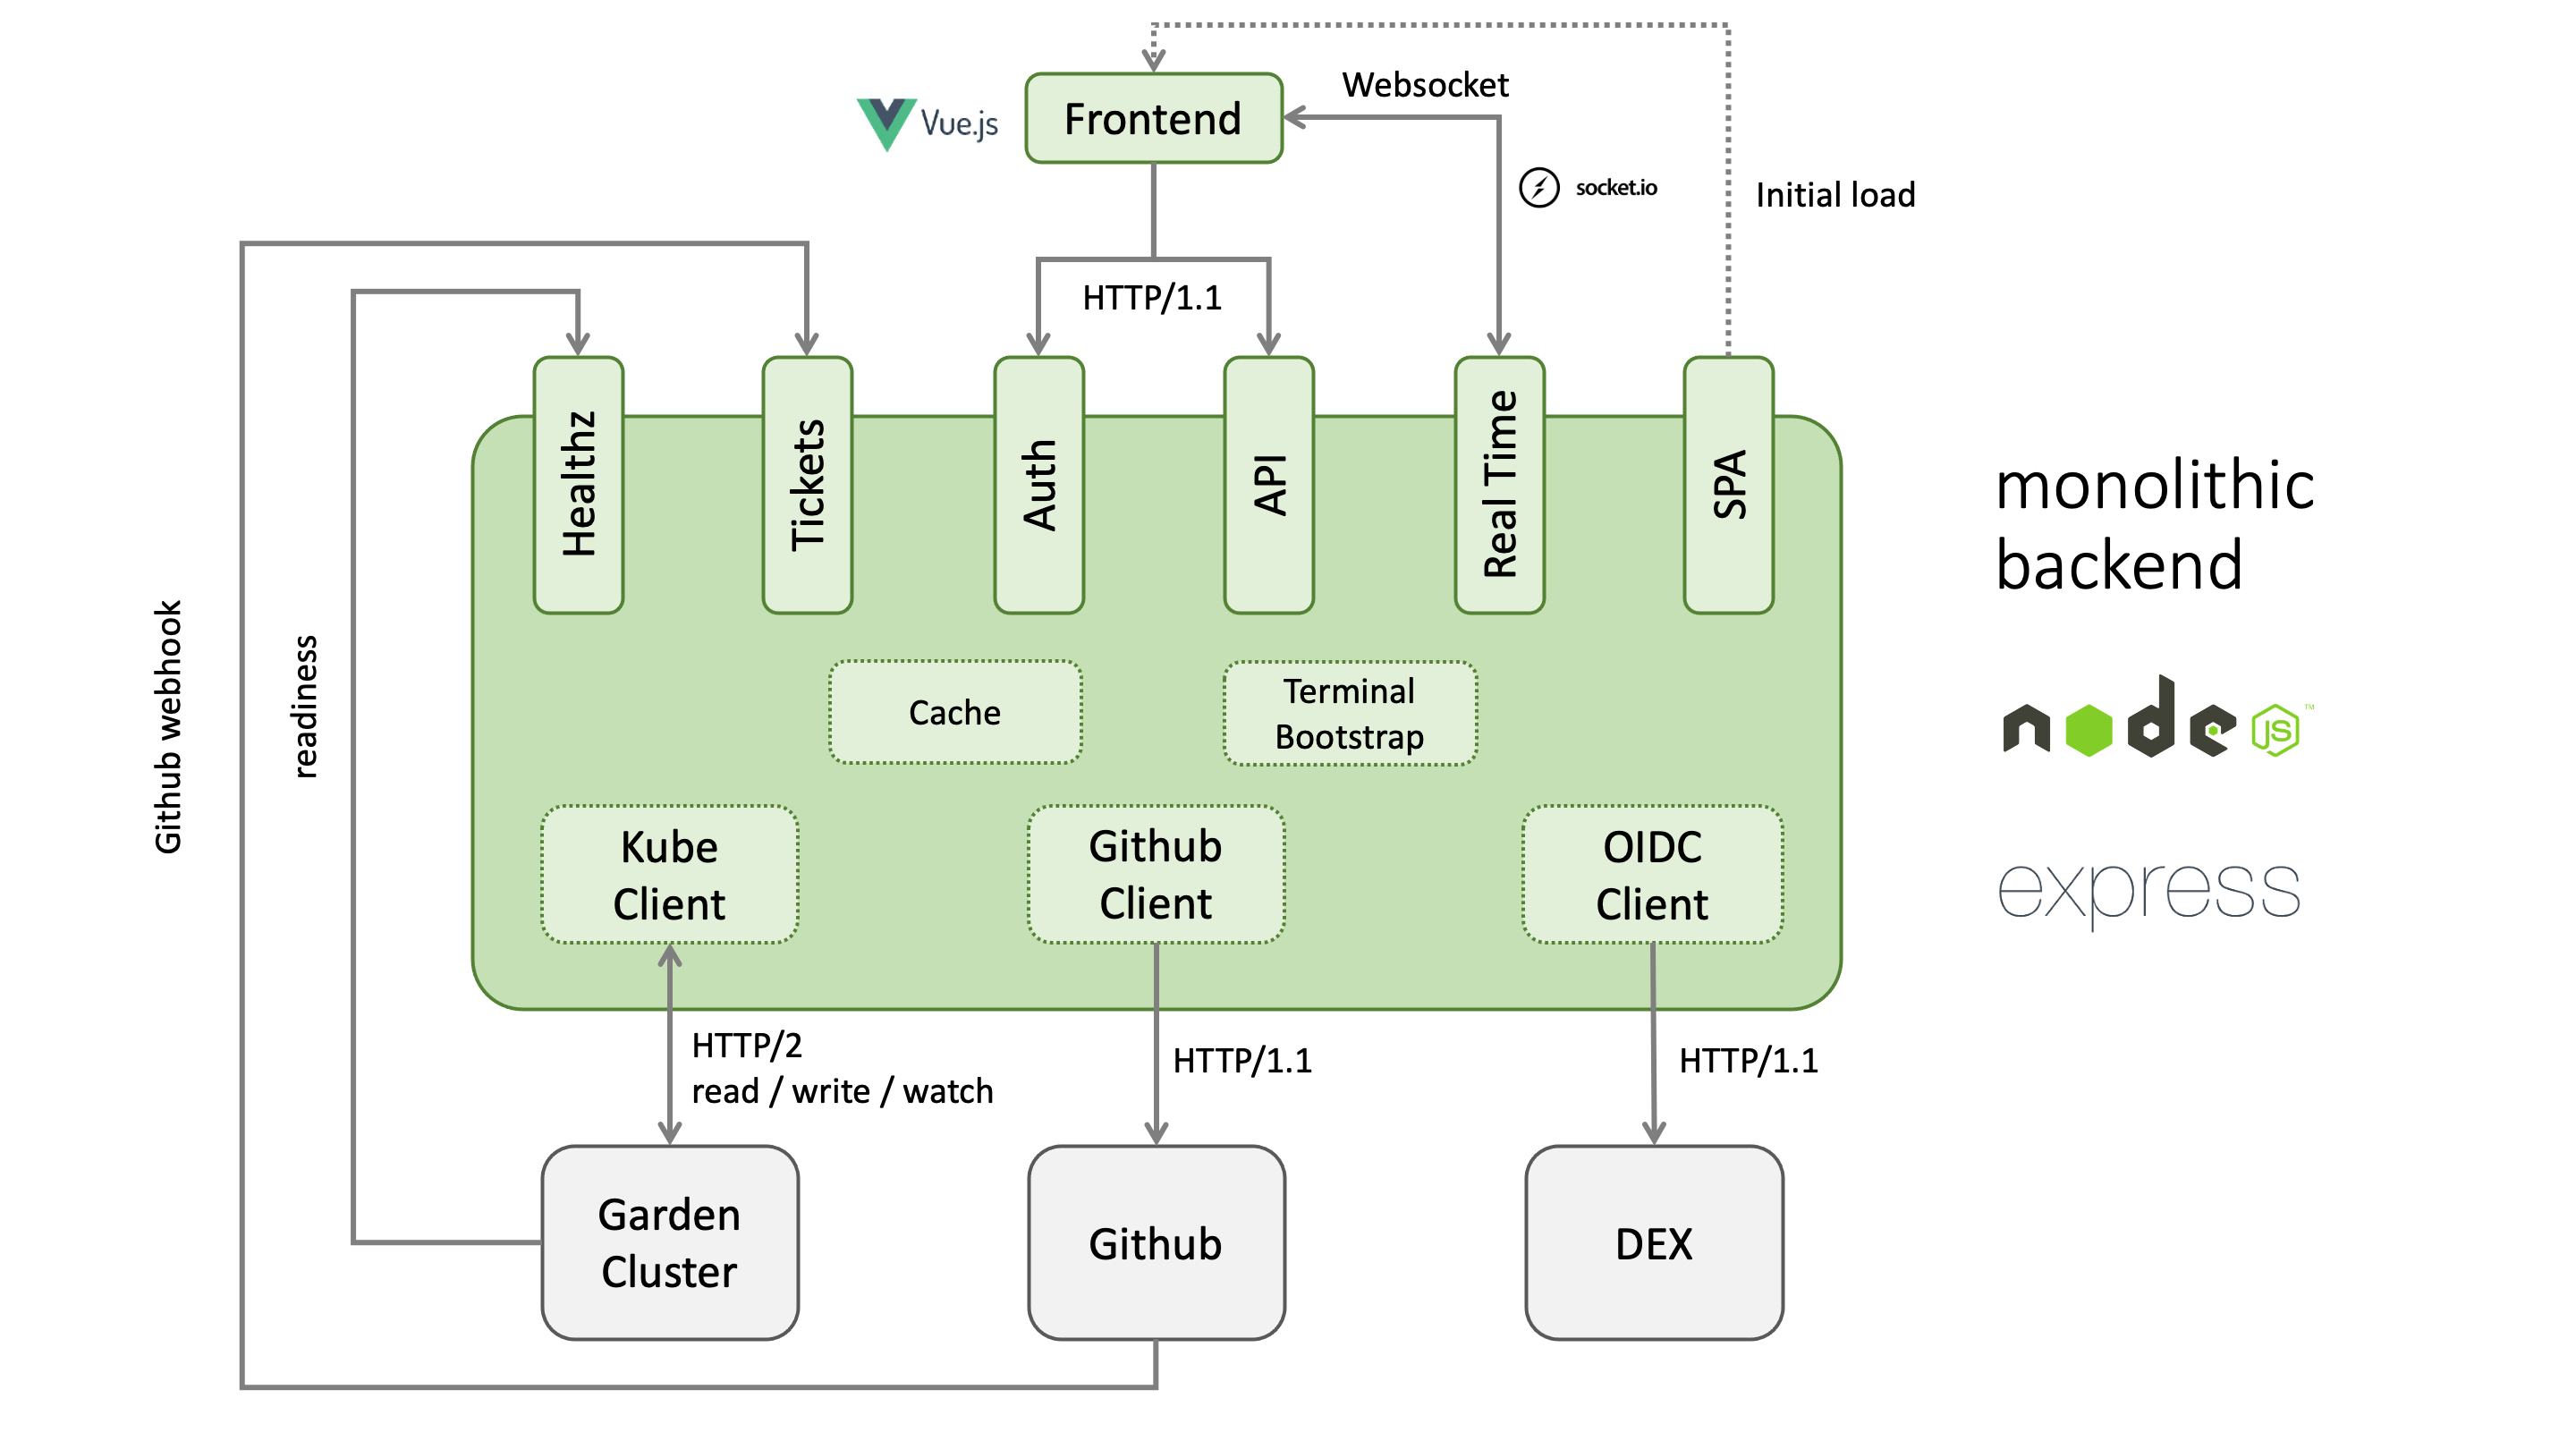 Websocket
Vue.js
Frontend
socket.io
Initial load
HTTP/1.1
Github webhook
readiness
Healthz
Tickets
Auth
API
Real Time
SPA
monolithic
backend
Cache
Terminal
Bootstrap
node
JS
TM
Kube
Client
Github
Client
OIDC
Client
express
HTTP/2
read / write / watch
HTTP/1.1
HTTP/1.1
Garden
Cluster
Github
DEX